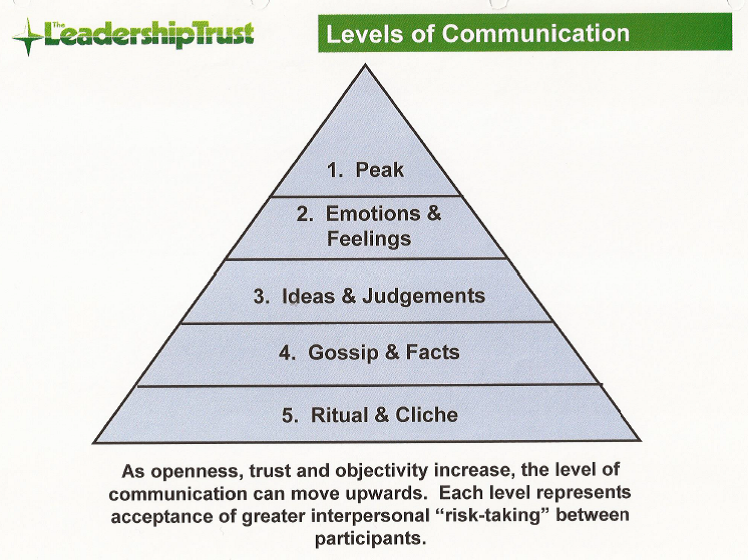 The
LeadershipTrust
Levels of Communication
1. Peak
2. Emotions &
Feelings
3. Ideas & Judgements
4. Gossip & Facts
5. Ritual & Cliche
As openness, trust and objectivity increase, the level of
communication can move upwards. Each level represents
acceptance of greater interpersonal “risk-taking” between
participants.